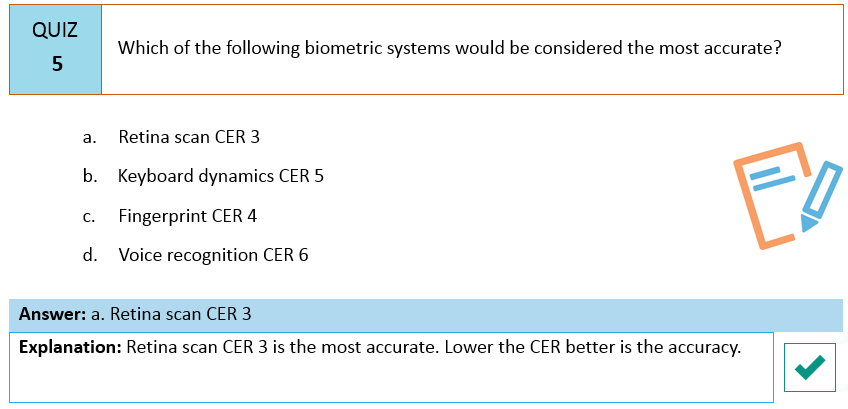 QUIZ
5
Which of the following biometric systems would be considered the most accurate?
a. Retina scan CER 3
b. Keyboard dynamics CER 5
c. Fingerprint CER 4
d. Voice recognition CER 6
Answer: a. Retina scan CER 3
Explanation: Retina scan CER 3 is the most accurate. Lower the CER better is the accuracy.